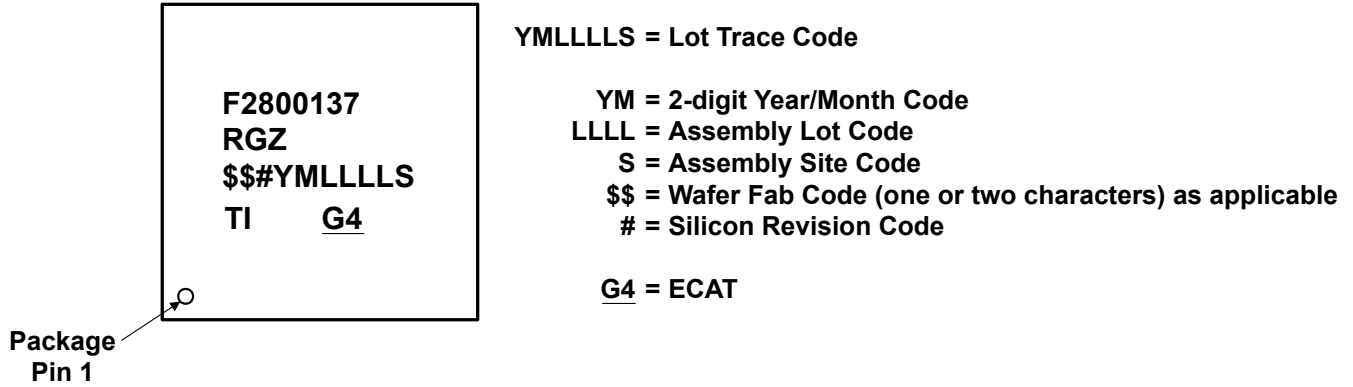 F2800137
RGZ
$$#YMLLLLS
TI G4
Package
Pin 1
YMLLLLS = Lot Trace Code
YM = 2-digit Year/Month Code
LLLL = Assembly Lot Code
S = Assembly Site Code
$$ = Wafer Fab Code (one or two characters) as applicable
# = Silicon Revision Code
G4 = ECAT